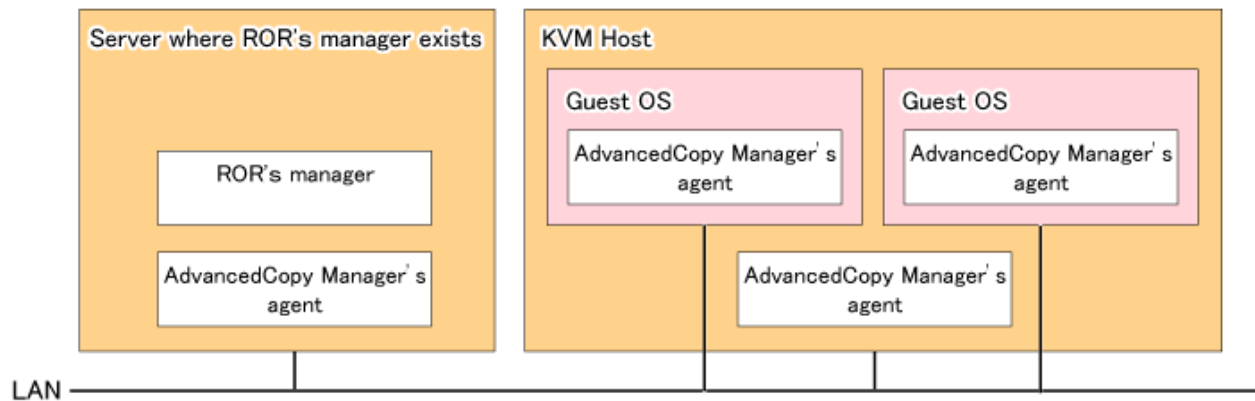 Server where ROR's manager exists
ROR's manager
AdvancedCopy Manager's
agent
KVM Host
Guest OS
AdvancedCopy Manager's
agent
Guest OS
AdvancedCopy Manager's
agent
AdvancedCopy Manager's
agent
LAN